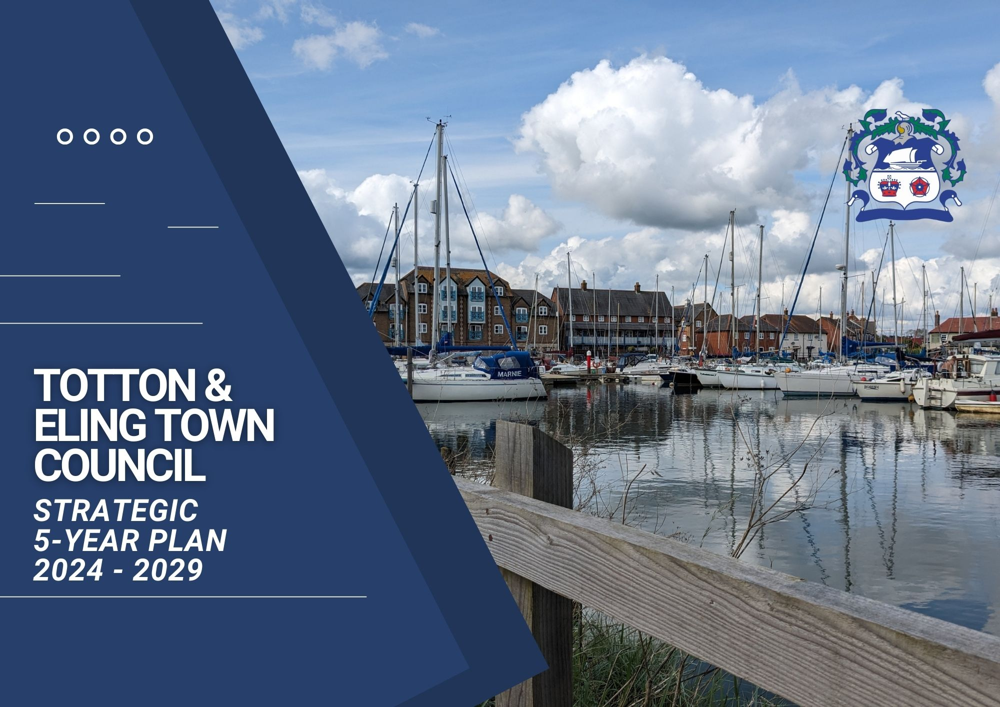 TOTTON &
ELING TOWN
COUNCIL
STRATEGIC
5-YEAR PLAN
2024 - 2029
MARNIE